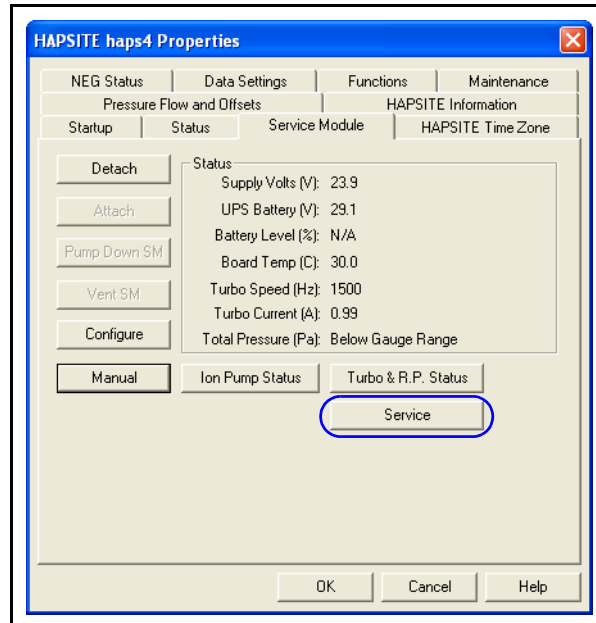 HAPSITE haps4 Properties
NEG Status Data Settings Functions Maintenance
Pressure Flow and Offsets HAPSITE Information
Startup Status Service Module HAPSITE Time Zone
Detach
Attach
Pump Down SM
Vent SM
Configure
Manual
Status
Supply Volts (V): 23.9
UPS Battery (V): 29.1
Battery Level (%): N/A
Board Temp (C): 30.0
Turbo Speed (Hz): 1500
Turbo Current (A): 0.99
Total Pressure (Pa): Below Gauge Range
Ion Pump Status Turbo & R.P. Status
Service
OK Cancel Help